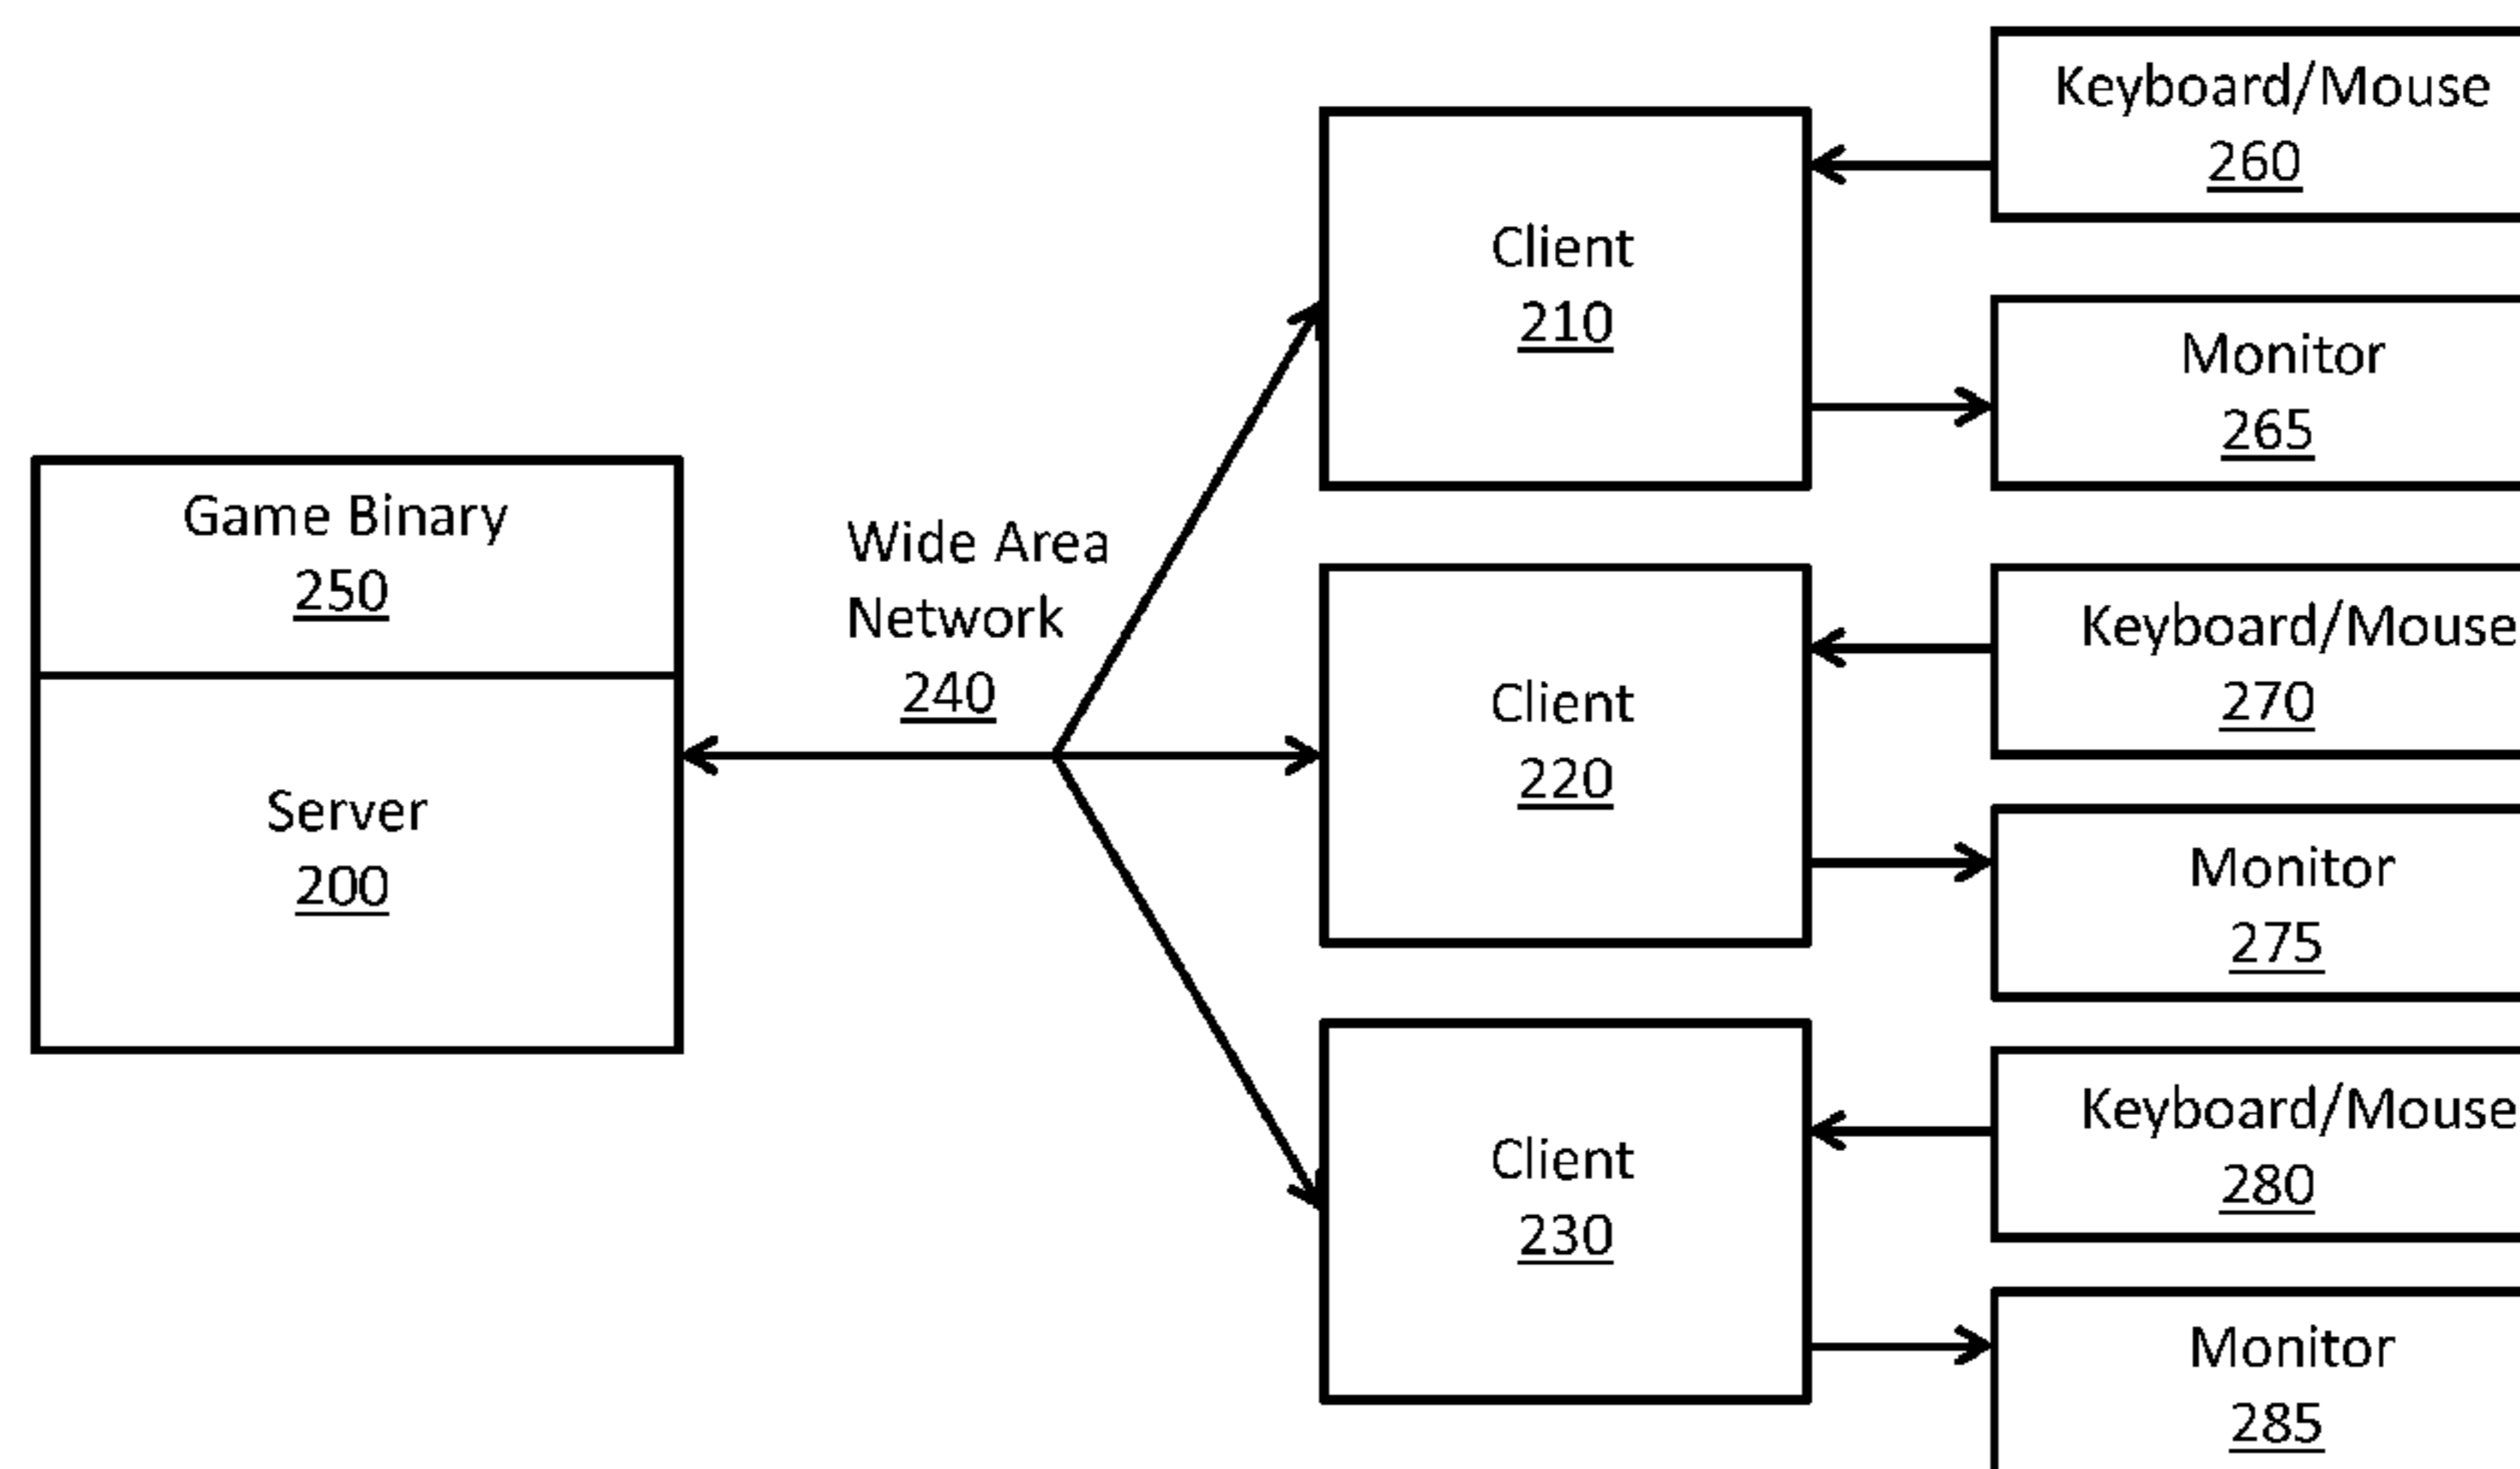 Keyboard/Mouse
260
Client
210
Monitor
265
Game Binary
250
Wide Area
Network
240
Server
200
Client
220
Keyboard/Mouse
270
Monitor
275
Client
230
Keyboard/Mouse
280
Monitor
285